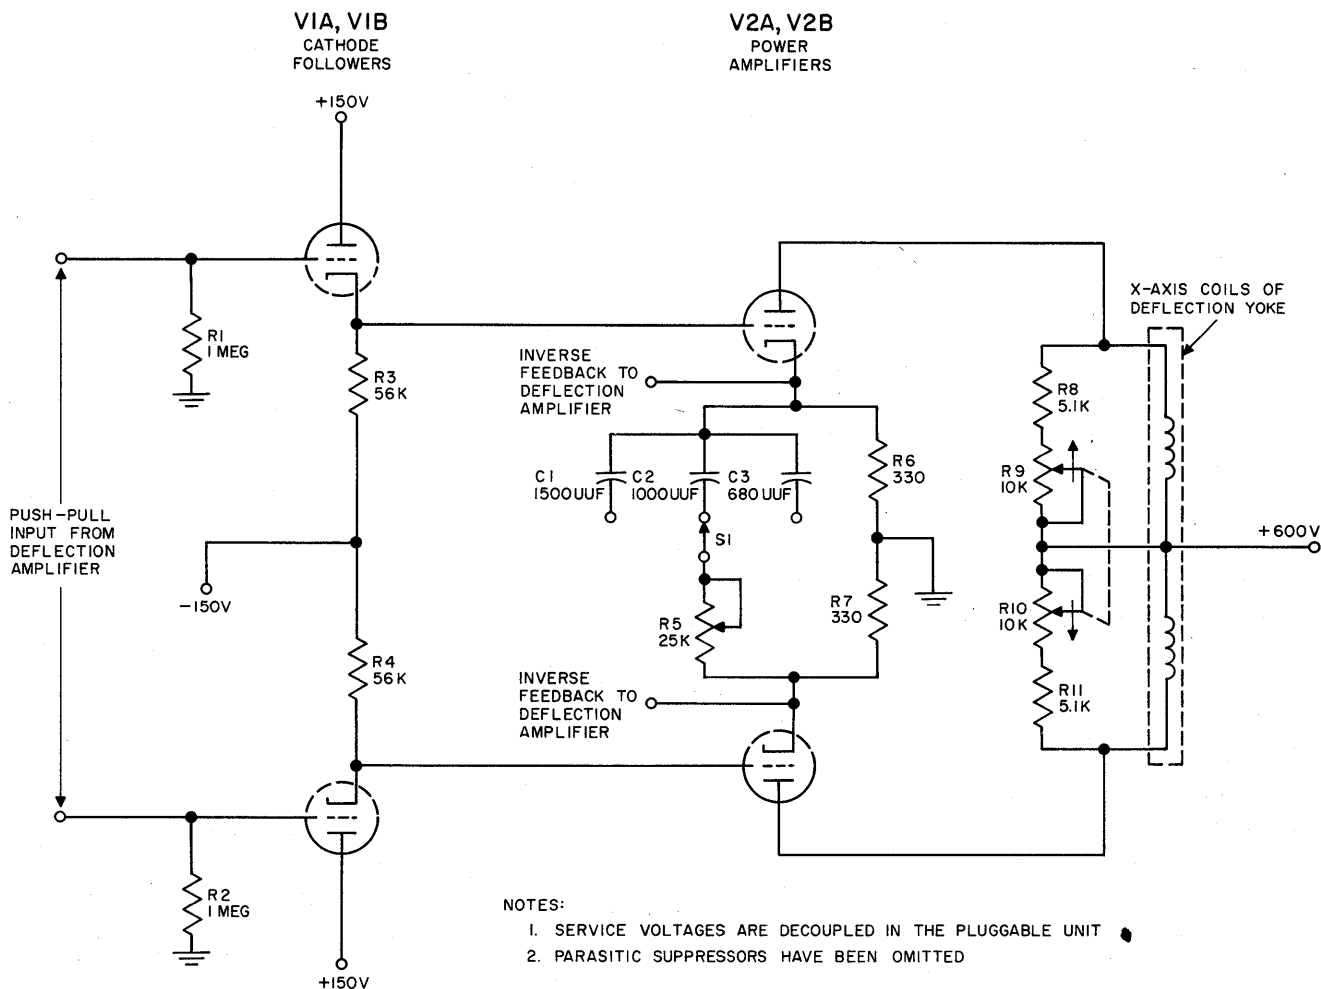 V1A, V1B
CATHODE
FOLLOWERS
V2A, V2B
POWER
AMPLIFIERS
+150V
R1
1 MEG
R3
56K
INVERSE
FEEDBACK TO
DEFLECTION
AMPLIFIER
X-AXIS COILS OF
DEFLECTION YOKE
R8
5.1K
R9
10K
C1
1500UUF
C2
1000UUF
C3
680UUF
R6
330
S1
+600V
PUSH-PULL
INPUT FROM
DEFLECTION
AMPLIFIER
-150V
R5
25K
R7
330
R10
10K
R4
56K
R11
5.1K
INVERSE
FEEDBACK TO
DEFLECTION
AMPLIFIER
R2
1 MEG
+150V
NOTES:
1. SERVICE VOLTAGES ARE DECOUPLED IN THE PLUGGABLE UNIT
2. PARASITIC SUPPRESSORS HAVE BEEN OMITTED